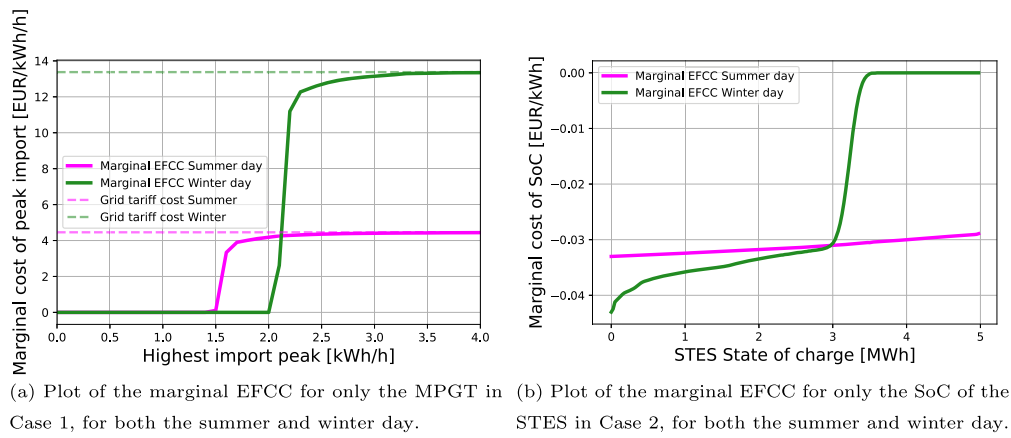 Marginal cost of peak import [EUR/kWh/h]
14
12
10
8
6
4
2
0
Marginal EFCC Summer day
Marginal EFCC Winter day
Grid tariff cost Summer
Grid tariff cost Winter
0.0 0.5 1.0 1.5 2.0 2.5 3.0 3.5 4.0
Highest import peak [kWh/h]
(a) Plot of the marginal EFCC for only the MPGT in
Case 1, for both the summer and winter day.
Marginal cost of SoC [EUR/kWh]
0.00
−0.01
−0.02
−0.03
−0.04
Marginal EFCC Summer day
Marginal EFCC Winter day
0 1 2 3 4 5
STES State of charge [MWh]
(b) Plot of the marginal EFCC for only the SoC of the
STES in Case 2, for both the summer and winter day.